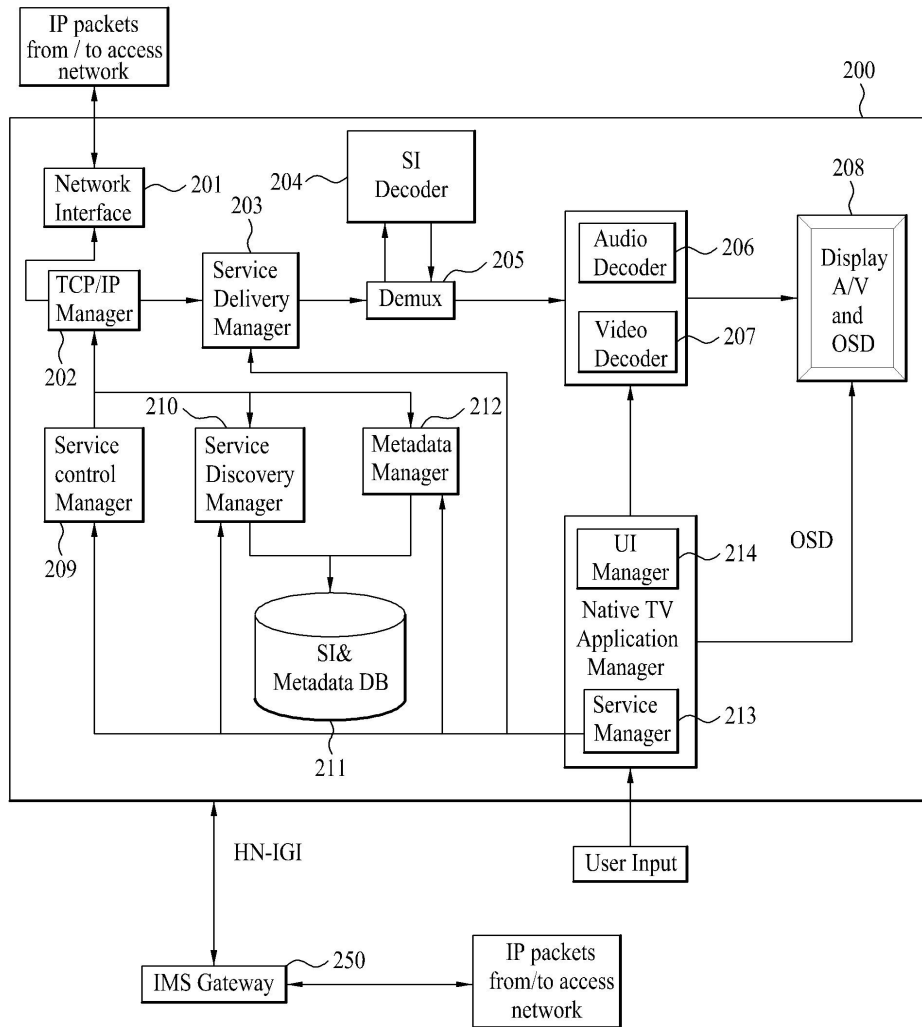 IP packets
from / to access
network
200
Network
Interface
201
204
SI
Decoder
203
208
Audio
Decoder
206
Display
A/V
and
OSD
TCP/IP
Manager
202
Service
Delivery
Manager
205
Demux
Video
Decoder
207
210
212
Service
control
Manager
209
Service
Discovery
Manager
Metadata
Manager
UI
Manager
214
OSD
Native TV
Application
Manager
SI&
Metadata DB
211
Service
Manager
213
HN-IGI
User Input
IMS Gateway
250
IP packets
from/to access
network